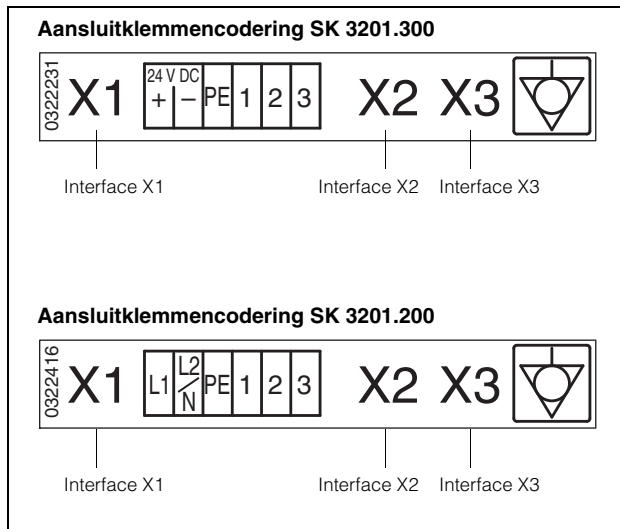 Aansluitklemmencodering SK 3201.300
0322231
X1 24 V DC + – PE 1 2 3 X2 X3
Interface X1 Interface X2 Interface X3
Aansluitklemmencodering SK 3201.200
0322416
X1 L1 L2/N PE 1 2 3 X2 X3
Interface X1 Interface X2 Interface X3